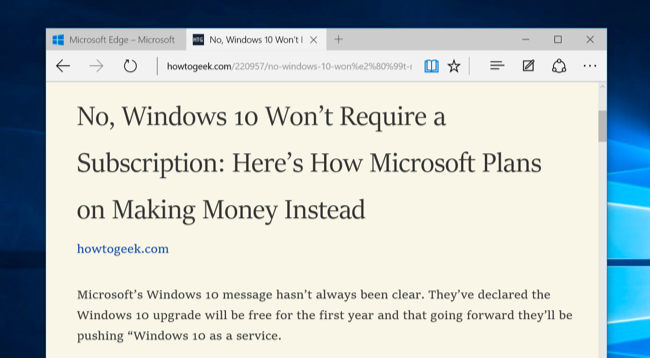 Microsoft Edge – Microsoft
HTG No, Windows 10 Won't I
howtogeek.com/220957/no-windows-10-won%e2%80%99t-r
No, Windows 10 Won’t Require a
Subscription: Here’s How Microsoft Plans
on Making Money Instead
howtogeek.com
Microsoft’s Windows 10 message hasn’t always been clear. They’ve declared the
Windows 10 upgrade will be free for the first year and that going forward they’ll be
pushing “Windows 10 as a service.